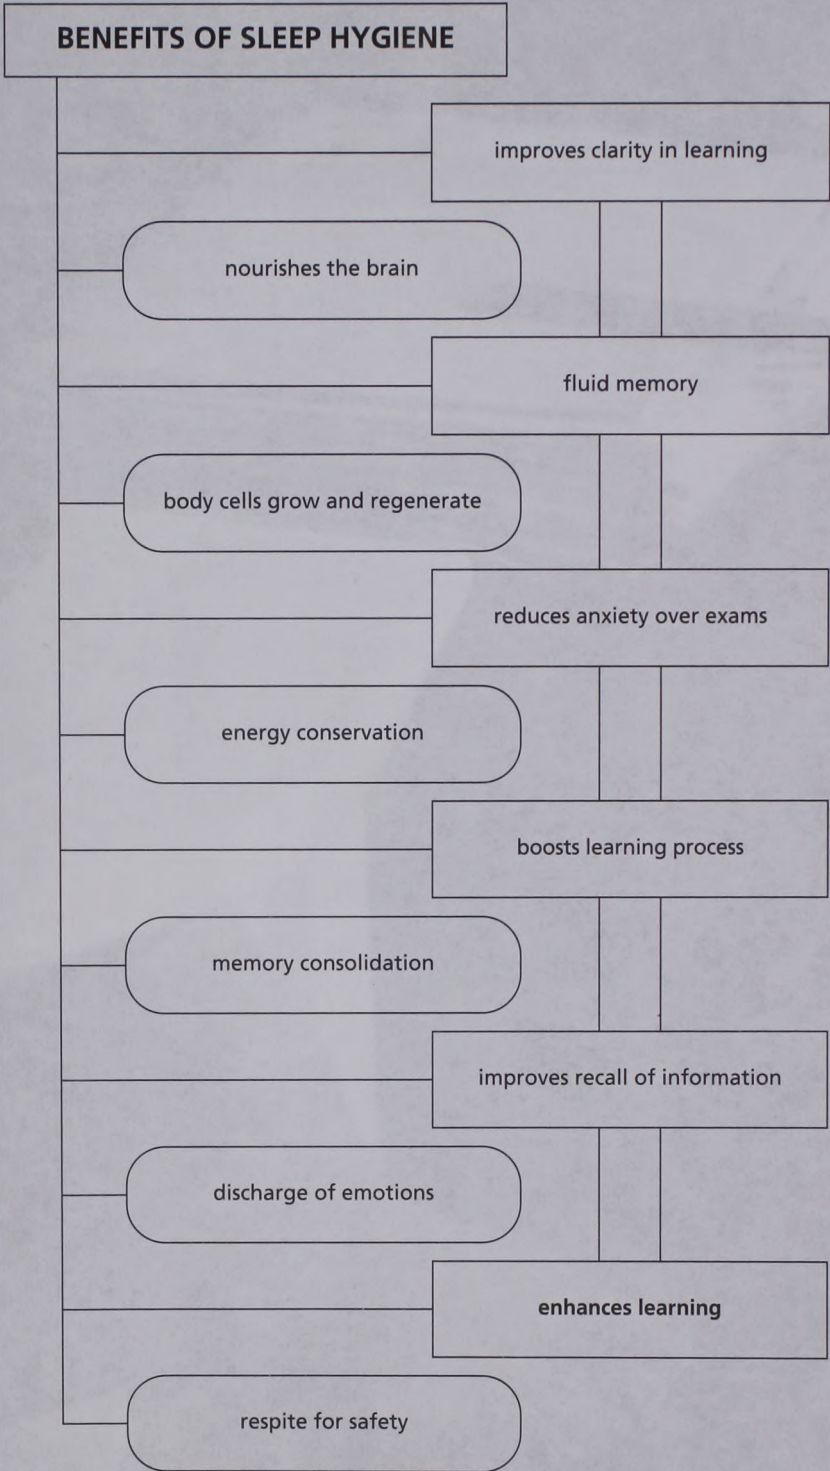 BENEFITS OF SLEEP HYGIENE
improves clarity in learning
nourishes the brain
fluid memory
body cells grow and regenerate
reduces anxiety over exams
energy conservation
boosts learning process
memory consolidation
improves recall of information
discharge of emotions
enhances learning
respite for safety